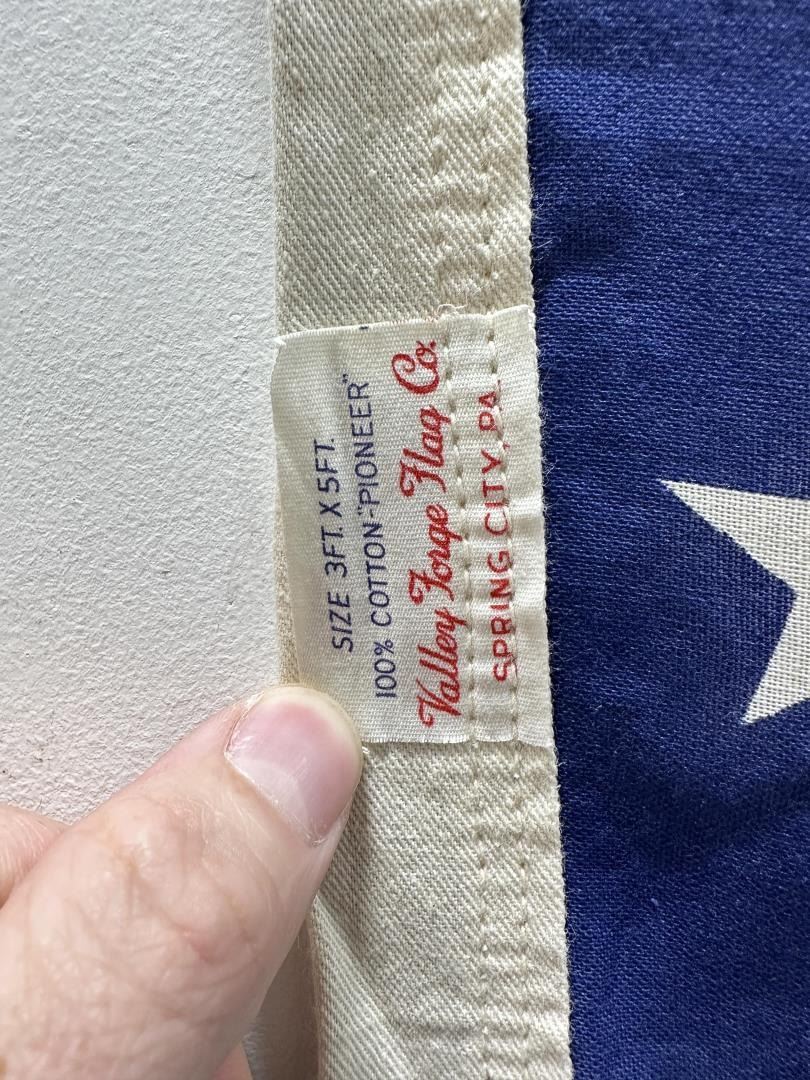 SIZE 3FT. X 5FT.
100% COTTON-"PIONEER"
Valley Forge Flag Co.
SPRING CITY, PA.